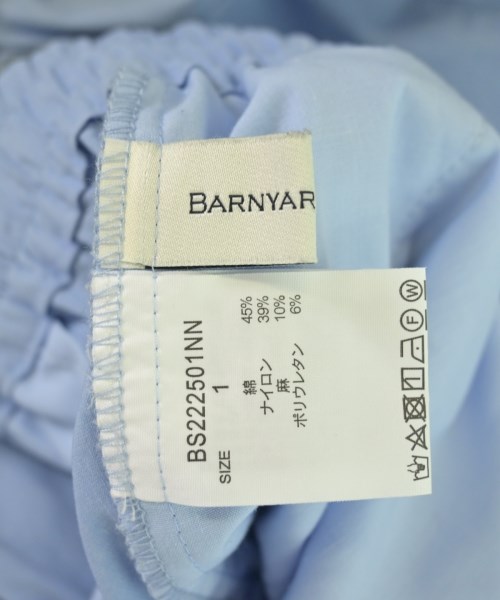 BARNYAR
BS222501NN
SIZE 1
綿 45%
ナイロン 39%
麻 10%
ポリウレタン 6%
F W